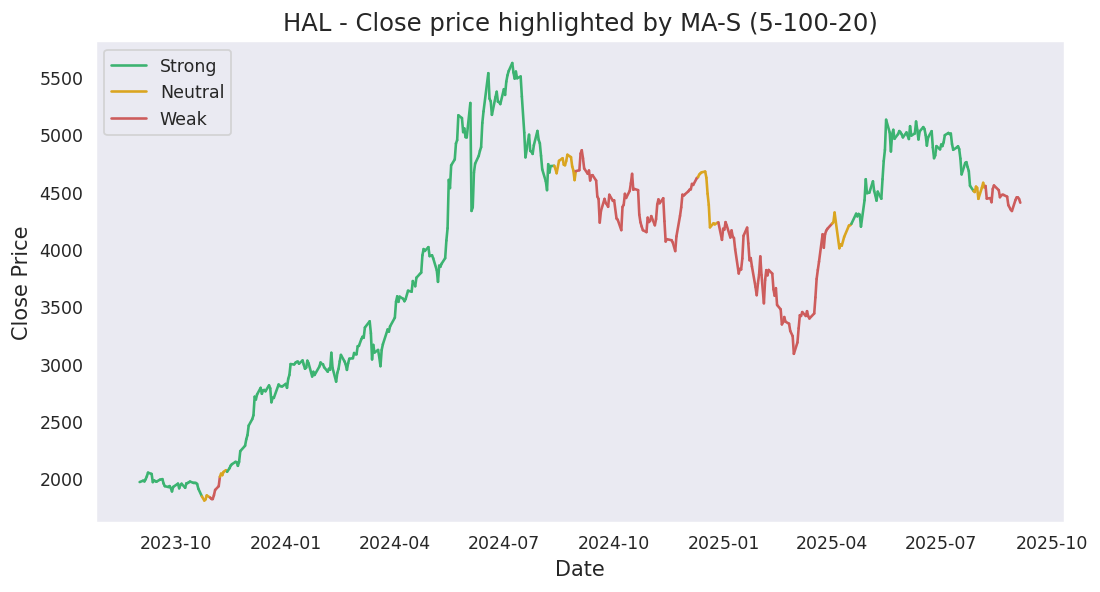 HAL - Close price highlighted by MA-S (5-100-20)
Strong
Neutral
Weak
5500
5000
4500
4000
3500
3000
2500
2000
Close Price
2023-10
2024-01
2024-04
2024-07
2024-10
2025-01
2025-04
2025-07
2025-10
Date